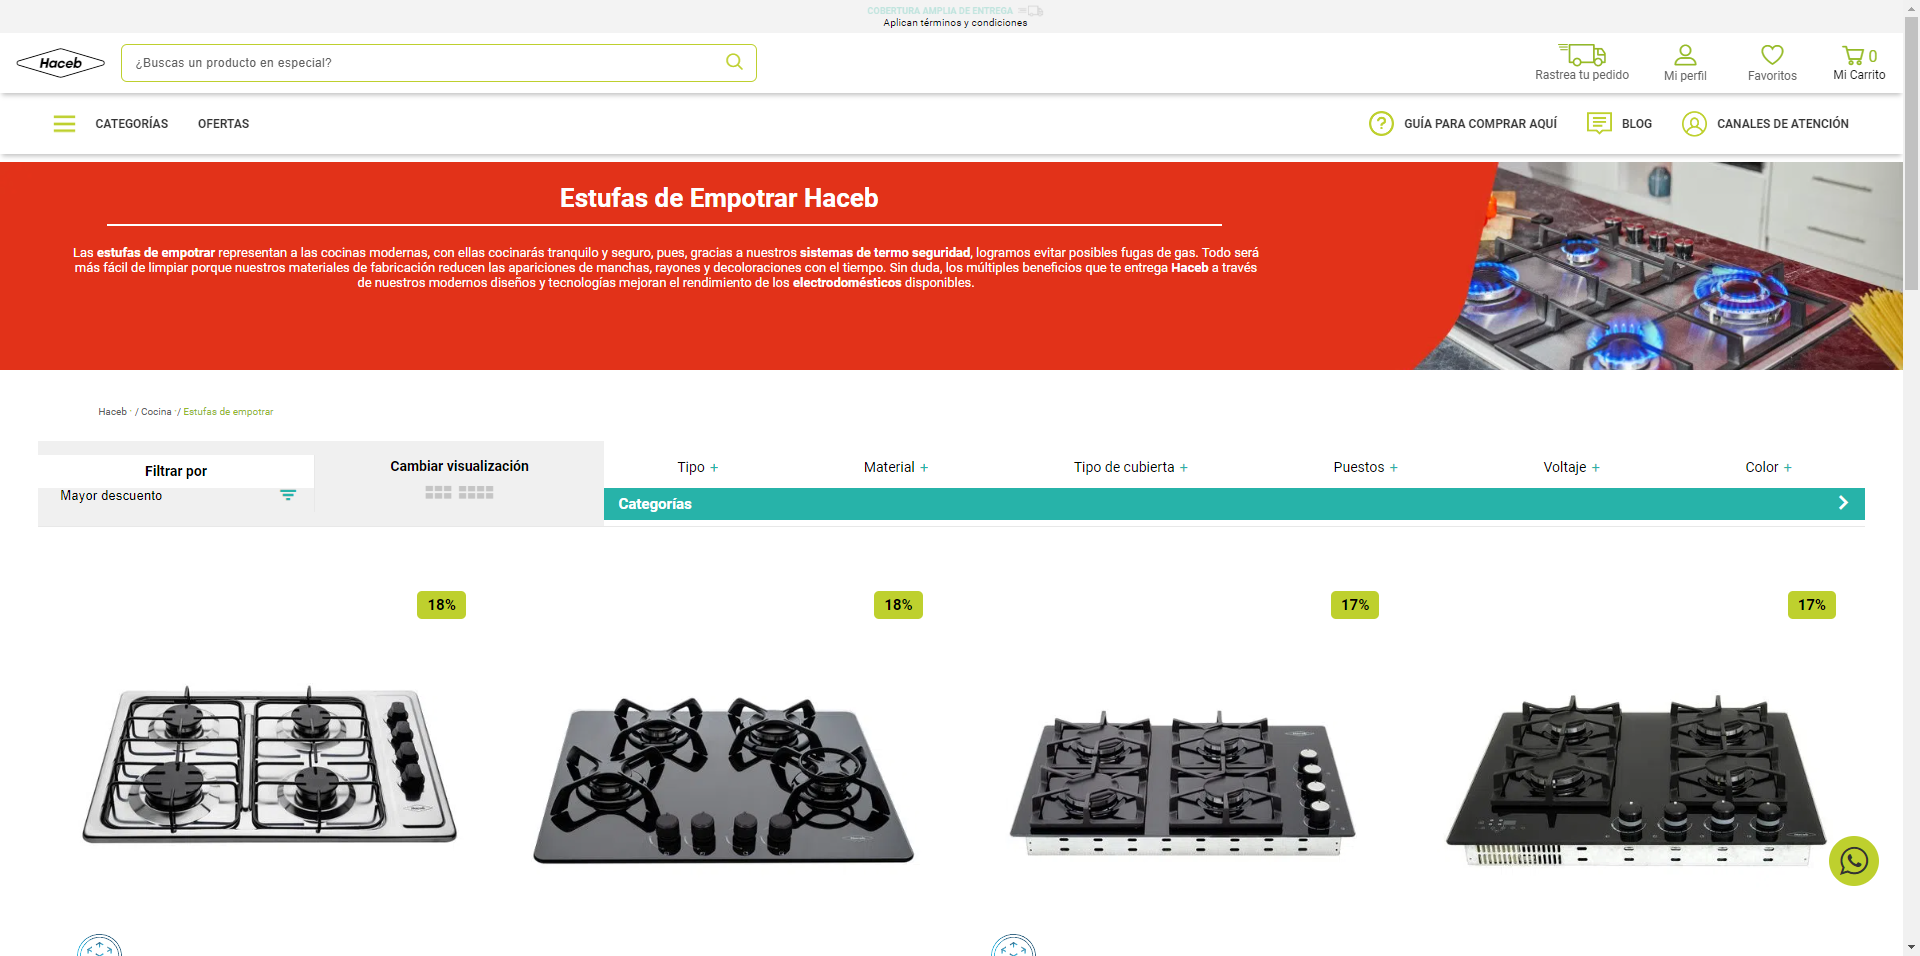 COBERTURA AMPLIA DE ENTREGA
Aplican términos y condiciones
Haceb
¿Buscas un producto en especial?
Rastrea tu pedido
Mi perfil
Favoritos
0
Mi Carrito
CATEGORÍAS
OFERTAS
GUÍA PARA COMPRAR AQUÍ
BLOG
CANALES DE ATENCIÓN
Estufas de Empotrar Haceb
Las estufas de empotrar representan a las cocinas modernas, con ellas cocinarás tranquilo y seguro, pues, gracias a nuestros sistemas de termo seguridad, logramos evitar posibles fugas de gas. Todo será
más fácil de limpiar porque nuestros materiales de fabricación reducen las apariciones de manchas, rayones y decoloraciones con el tiempo. Sin duda, los múltiples beneficios que te entrega Haceb a través
de nuestros modernos diseños y tecnologías mejoran el rendimiento de los electrodomésticos disponibles.
Haceb / Cocina / Estufas de empotrar
Filtrar por
Mayor descuento
Cambiar visualización
Tipo +
Material +
Tipo de cubierta +
Puestos +
Voltaje +
Color +
Categorías
18%
18%
17%
17%